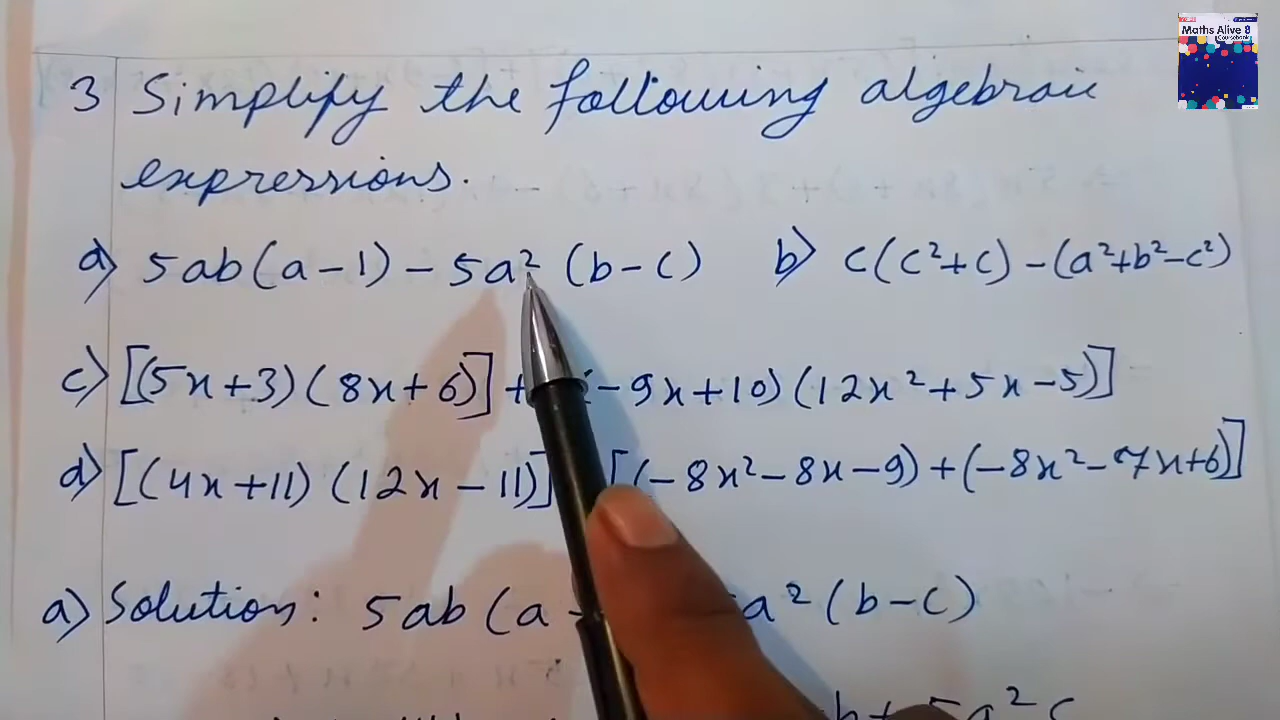 Maths Alive 8
Coursebook
3 Simplify the following algebraic
expressions.
a) 5ab(a-1) - 5a² (b-c) b) c(c²+c) - (a²+b²-c²)
c) [(5x+3)(8x+6)] + -9x+10)(12x²+5x-5)]
d) [(4x+11)(12x-11)] [(-8x²-8x-9)+(-8x²-7x+6)]
a) Solution: 5ab(a - a²(b-c)
b+5a²c